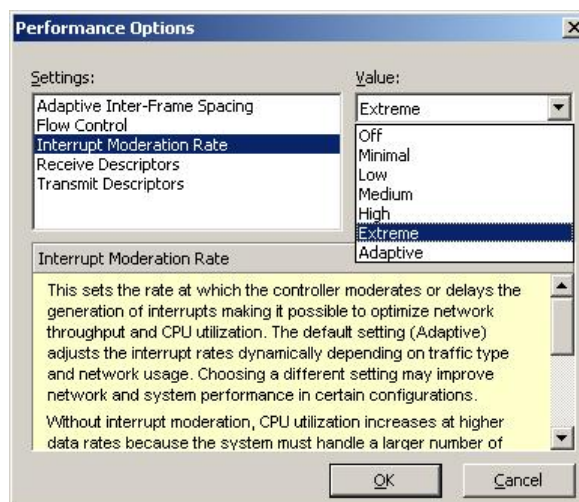 Performance Options
Settings:
Value:
Adaptive Inter-Frame Spacing
Flow Control
Interrupt Moderation Rate
Receive Descriptors
Transmit Descriptors
Extreme
Off
Minimal
Low
Medium
High
Extreme
Adaptive
Interrupt Moderation Rate
This sets the rate at which the controller moderates or delays the
generation of interrupts making it possible to optimize network
throughput and CPU utilization. The default setting (Adaptive)
adjusts the interrupt rates dynamically depending on traffic type
and network usage. Choosing a different setting may improve
network and system performance in certain configurations.
Without interrupt moderation, CPU utilization increases at higher
data rates because the system must handle a larger number of
OK
Cancel